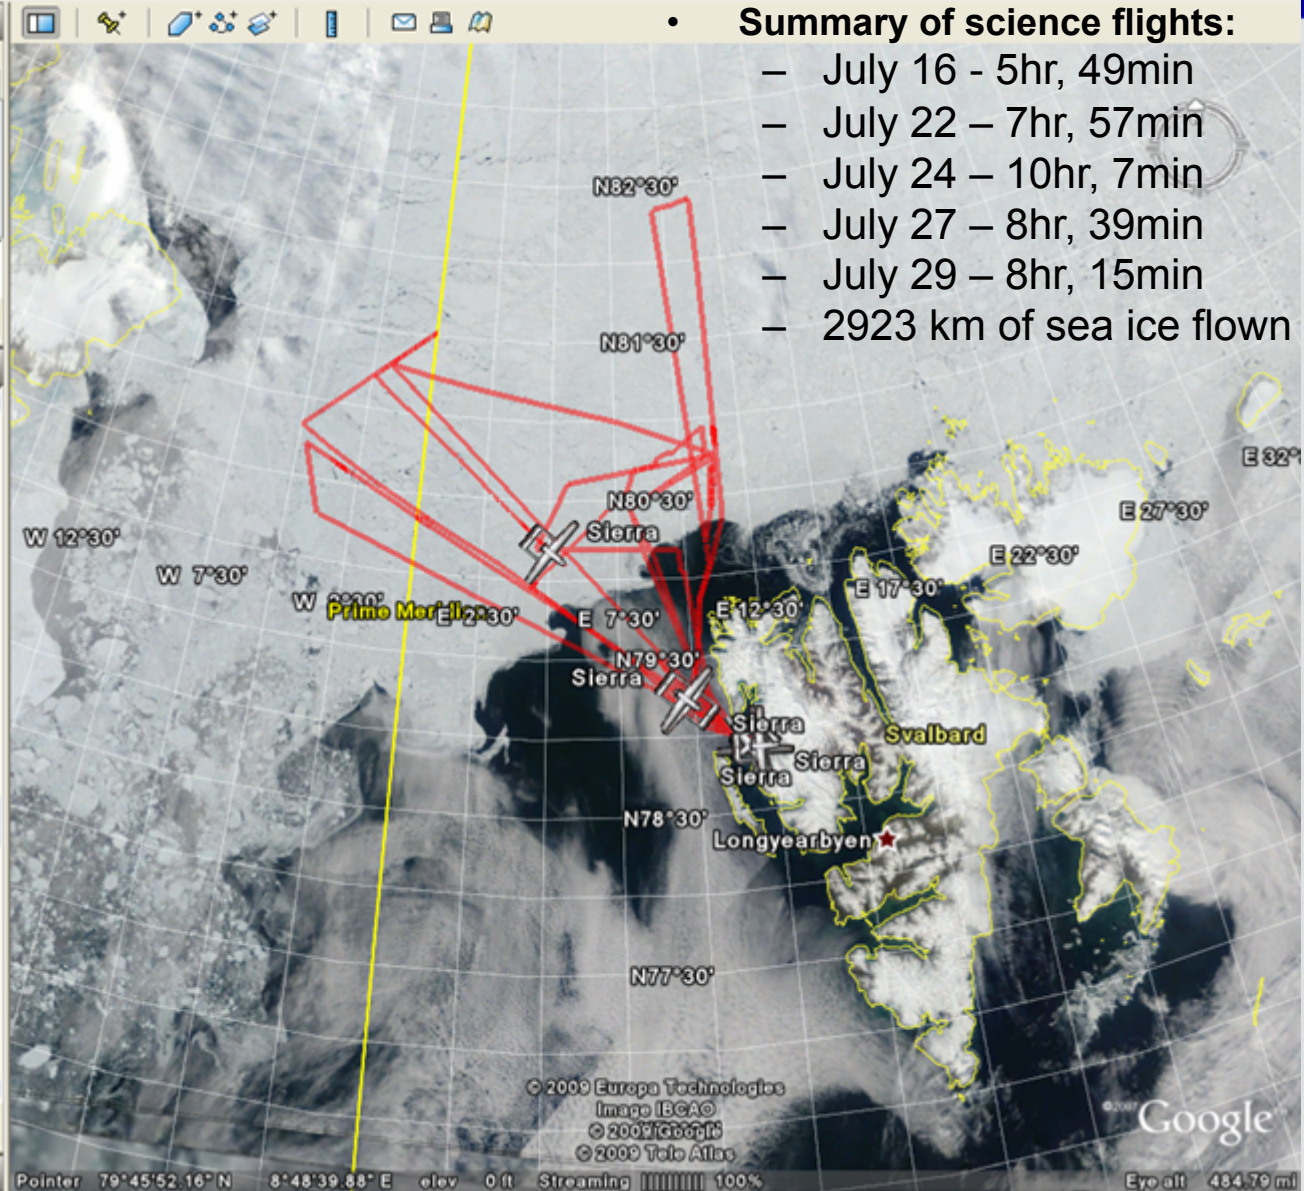 • Summary of science flights:
– July 16 - 5hr, 49min
– July 22 – 7hr, 57min
– July 24 – 10hr, 7min
– July 27 – 8hr, 39min
– July 29 – 8hr, 15min
– 2923 km of sea ice flown
N82°30'
N81°30'
E 32°
N80°30'
E 27°30'
Sierra
W 12°30'
E 22°30'
W 7°30'
E 17°30'
W 2°30'
Prime Meridian
E 2°30'
E 7°30'
E 12°30'
N79°30'
Sierra
Sierra
Svalbard
Sierra
Sierra
N78°30'
Longyearbyen
N77°30'
© 2009 Europa Technologies
Image IBCAO
© 2009 Google
© 2009 Tele Atlas
Google
Pointer 79°45'52.16" N 8°48'39.88" E elev 0 ft Streaming |||||||||| 100% Eye alt 484.79 mi